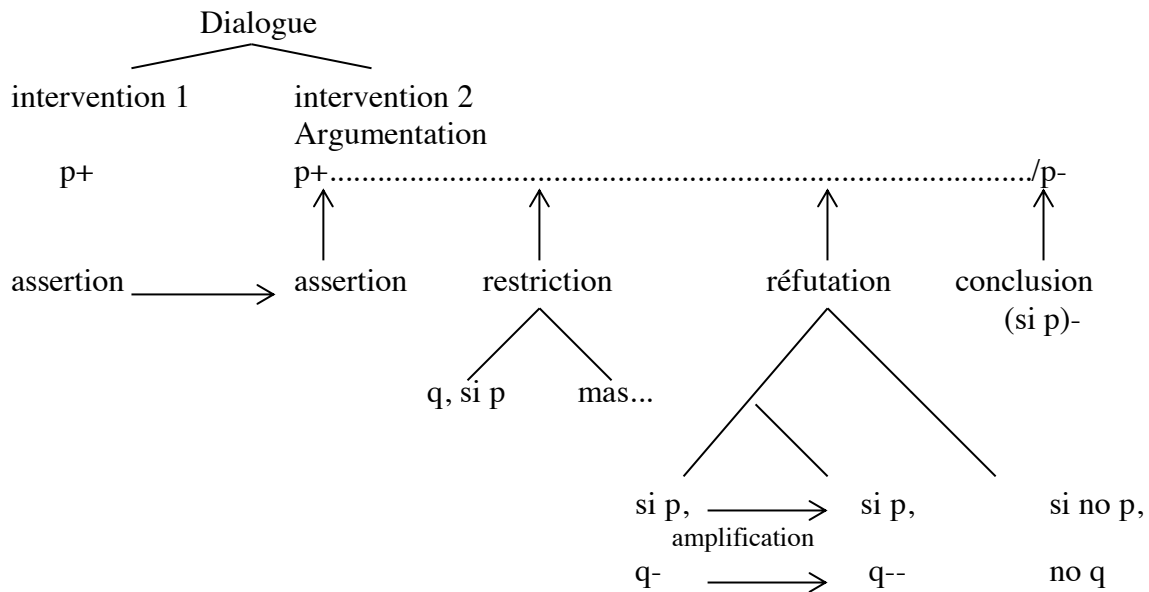 Dialogue
intervention 1 intervention 2
Argumentation
p+ p+......................................................................................./p-
assertion assertion restriction réfutation conclusion
(si p)-
q, si p mas...
si p, si p, si no p,
amplification
q- q-- no q